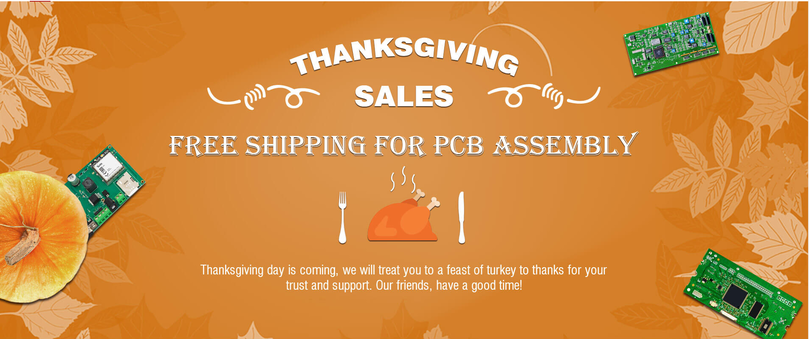 THANKSGIVING
SALES
FREE SHIPPING FOR PCB ASSEMBLY
Thanksgiving day is coming, we will treat you to a feast of turkey to thanks for your
trust and support. Our friends, have a good time!